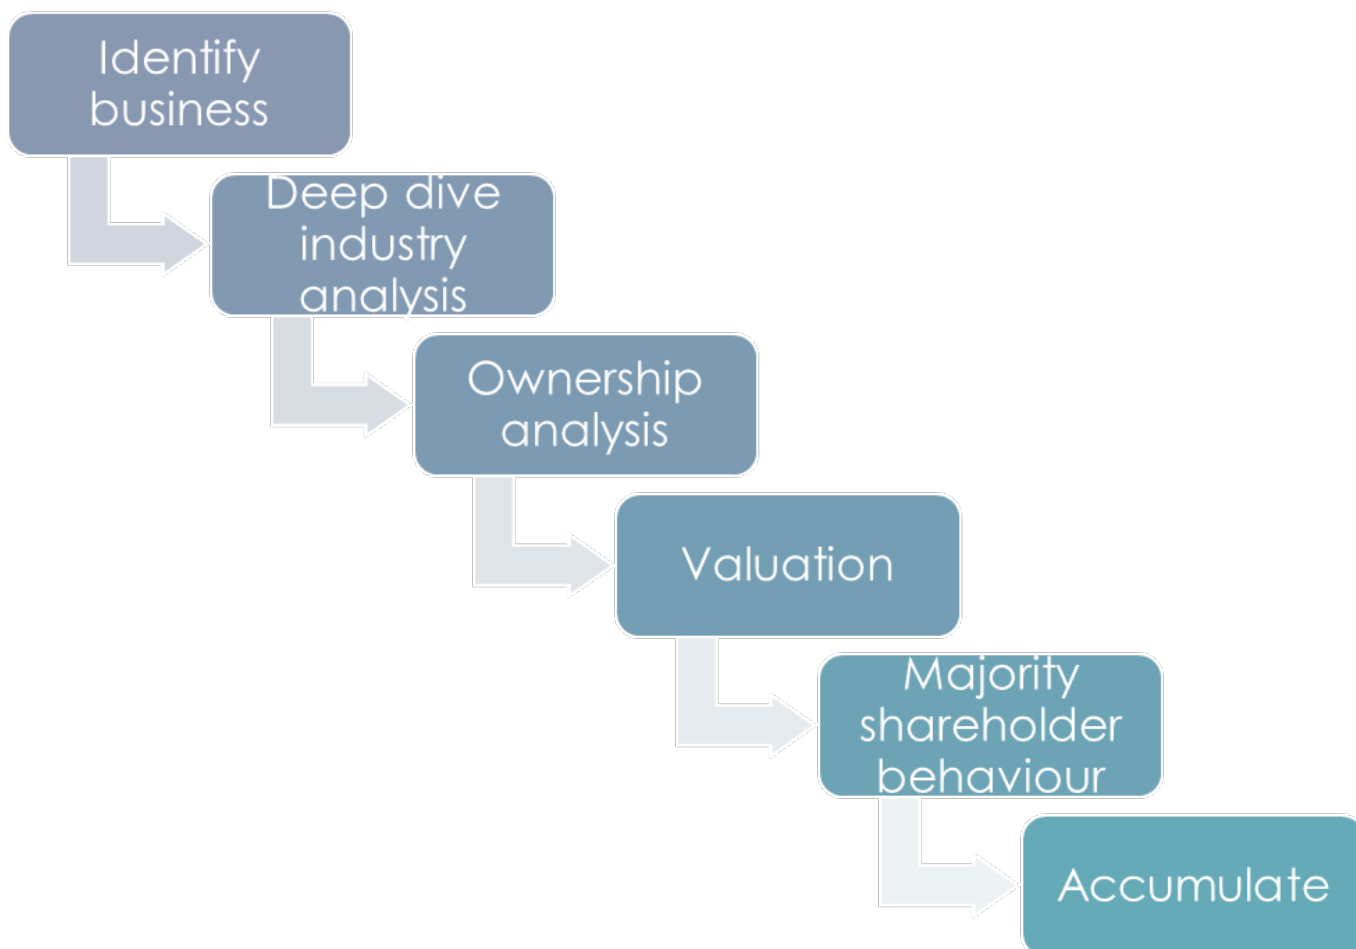 Identify
business
Deep dive
industry
analysis
Ownership
analysis
Valuation
Majority
shareholder
behaviour
Accumulate